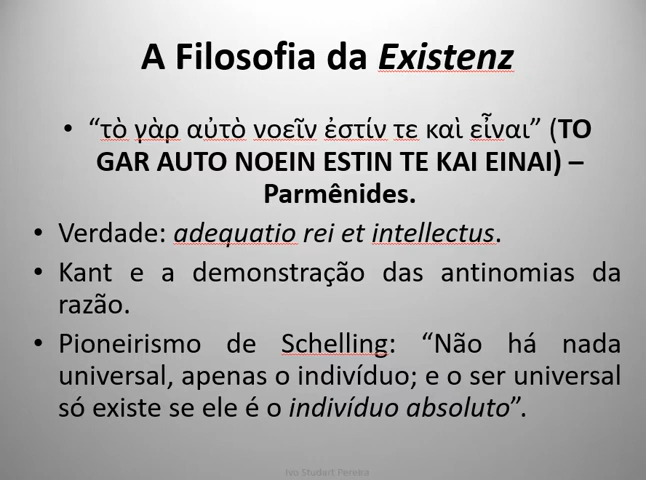 A Filosofia da Existenz
• “τὸ γὰρ αὐτὸ νοεῖν ἐστίν τε καὶ εἶναι” (TO
GAR AUTO NOEIN ESTIN TE KAI EINAI) –
Parmênides.
• Verdade: adequatio rei et intellectus.
• Kant e a demonstração das antinomias da
razão.
• Pioneirismo de Schelling: “Não há nada
universal, apenas o indivíduo; e o ser universal
só existe se ele é o indivíduo absoluto”.
Ivo Studart Pereira